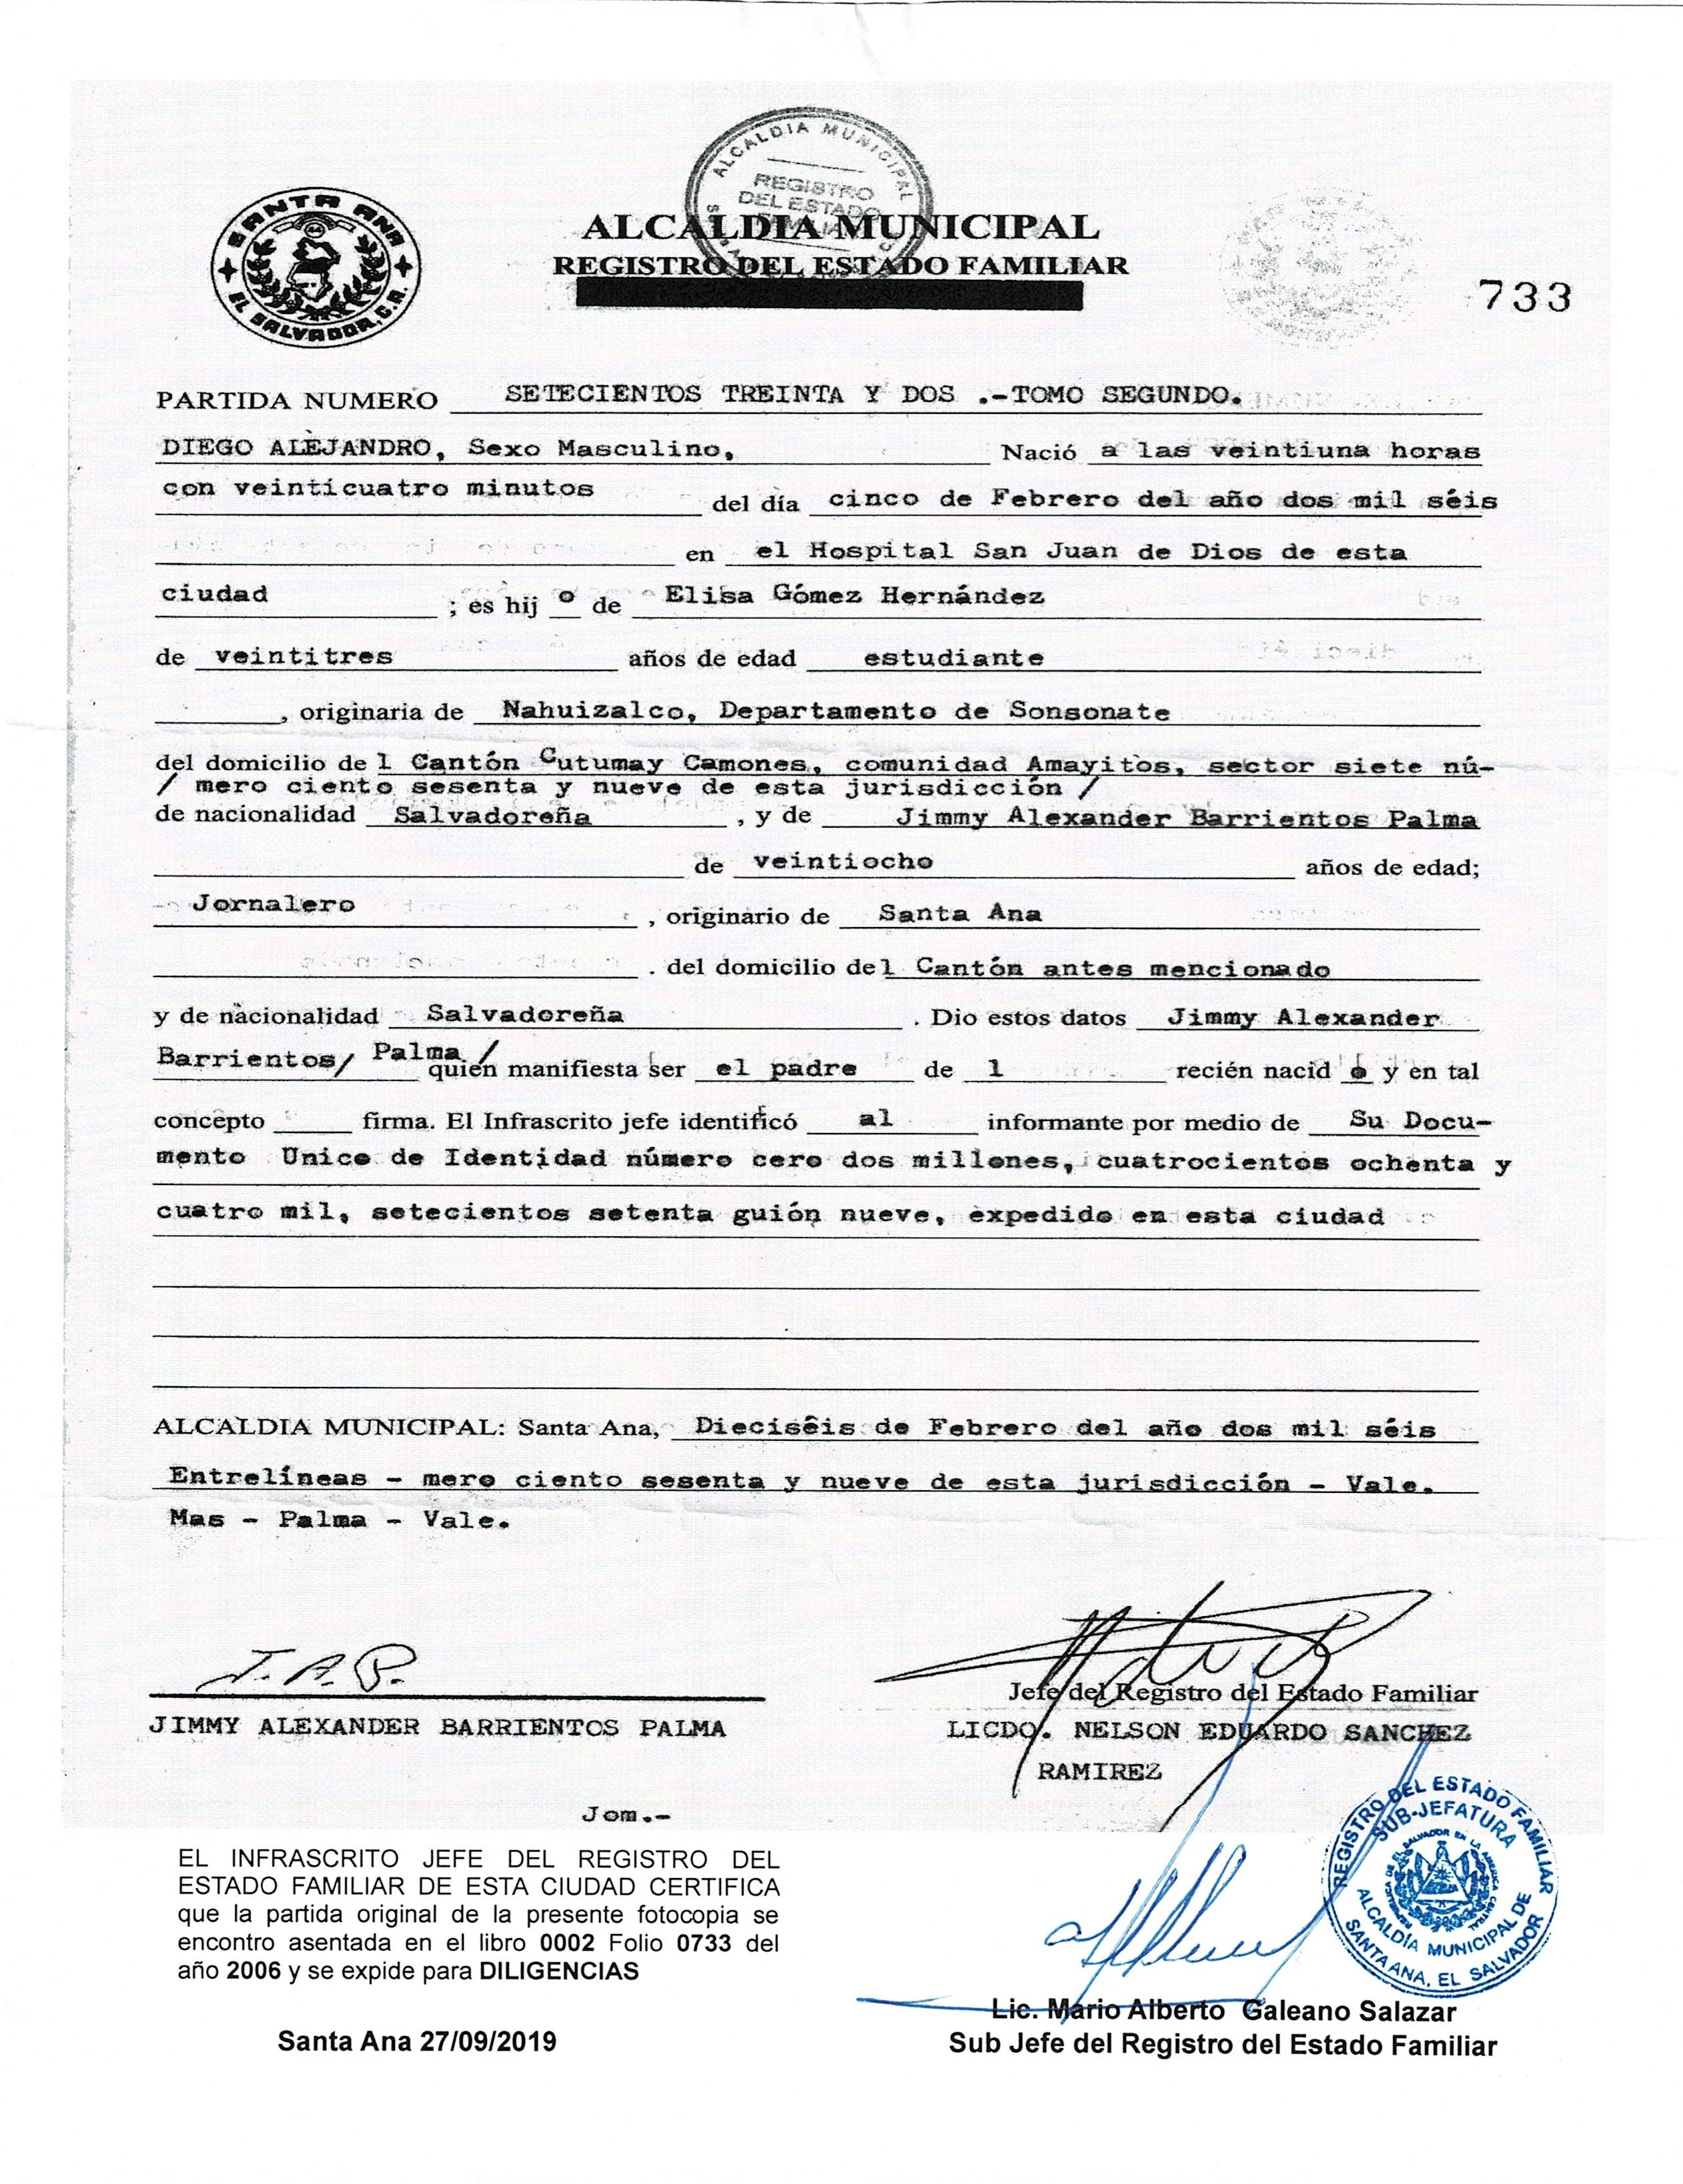 ALCALDIA MUNICIPAL
REGISTRO DEL ESTADO
SANTA ANA
EL SALVADOR, C.A.
ALCALDIA MUNICIPAL
REGISTRO DEL ESTADO FAMILIAR
733
PARTIDA NUMERO SETECIENTOS TREINTA Y DOS .-TOMO SEGUNDO.
DIEGO ALEJANDRO, Sexo Masculino, Nació a las veintiuna horas
con veinticuatro minutos del día cinco de Febrero del año dos mil séis
en el Hospital San Juan de Dios de esta
ciudad ; es hij o de Elisa Gómez Hernández
de veintitres años de edad estudiante
, originaria de Nahuizalco, Departamento de Sonsonate
del domicilio de l Cantón Cutumay Camones, comunidad Amayitos, sector siete nú-
/ mero ciento sesenta y nueve de esta jurisdicción /
de nacionalidad Salvadoreña , y de Jimmy Alexander Barrientos Palma
de veintiocho años de edad;
Jornalero , originario de Santa Ana
. del domicilio del Cantón antes mencionado
y de nacionalidad Salvadoreña . Dio estos datos Jimmy Alexander
Barrientos/ Palma / quien manifiesta ser el padre de l recién nacid o y en tal
concepto firma. El Infrascrito jefe identificó al informante por medio de Su Docu-
mento Unico de Identidad número cero dos millones, cuatrocientos ochenta y
cuatro mil, setecientos setenta guión nueve, expedido en esta ciudad
ALCALDIA MUNICIPAL: Santa Ana, Dieciséis de Febrero del año dos mil séis
Entrelíneas - mero ciento sesenta y nueve de esta jurisdicción - Vale.
Mas - Palma - Vale.
J.A.B.
JIMMY ALEXANDER BARRIENTOS PALMA
Jefe del Registro del Estado Familiar
LICDO. NELSON EDUARDO SANCHEZ
RAMIREZ
Jom.-
EL INFRASCRITO JEFE DEL REGISTRO DEL
ESTADO FAMILIAR DE ESTA CIUDAD CERTIFICA
que la partida original de la presente fotocopia se
encontro asentada en el libro 0002 Folio 0733 del
año 2006 y se expide para DILIGENCIAS
Santa Ana 27/09/2019
REGISTRO DEL ESTADO FAMILIAR
SUB-JEFATURA
ALCALDÍA MUNICIPAL DE
SANTA ANA, EL SALVADOR
Lic. Mario Alberto Galeano Salazar
Sub Jefe del Registro del Estado Familiar